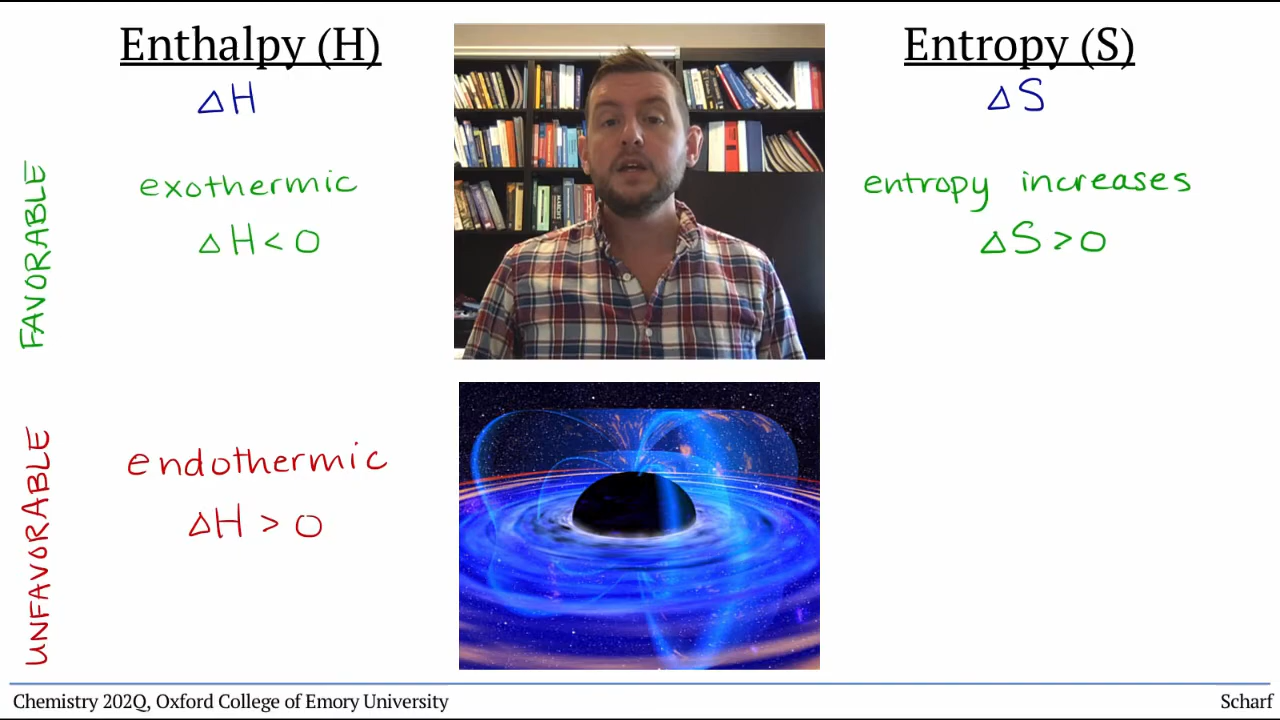 Enthalpy (H)
ΔH
Entropy (S)
ΔS
FAVORABLE
exothermic
ΔH < 0
entropy increases
ΔS > 0
UNFAVORABLE
endothermic
ΔH > 0
Chemistry 202Q, Oxford College of Emory University
Scharf